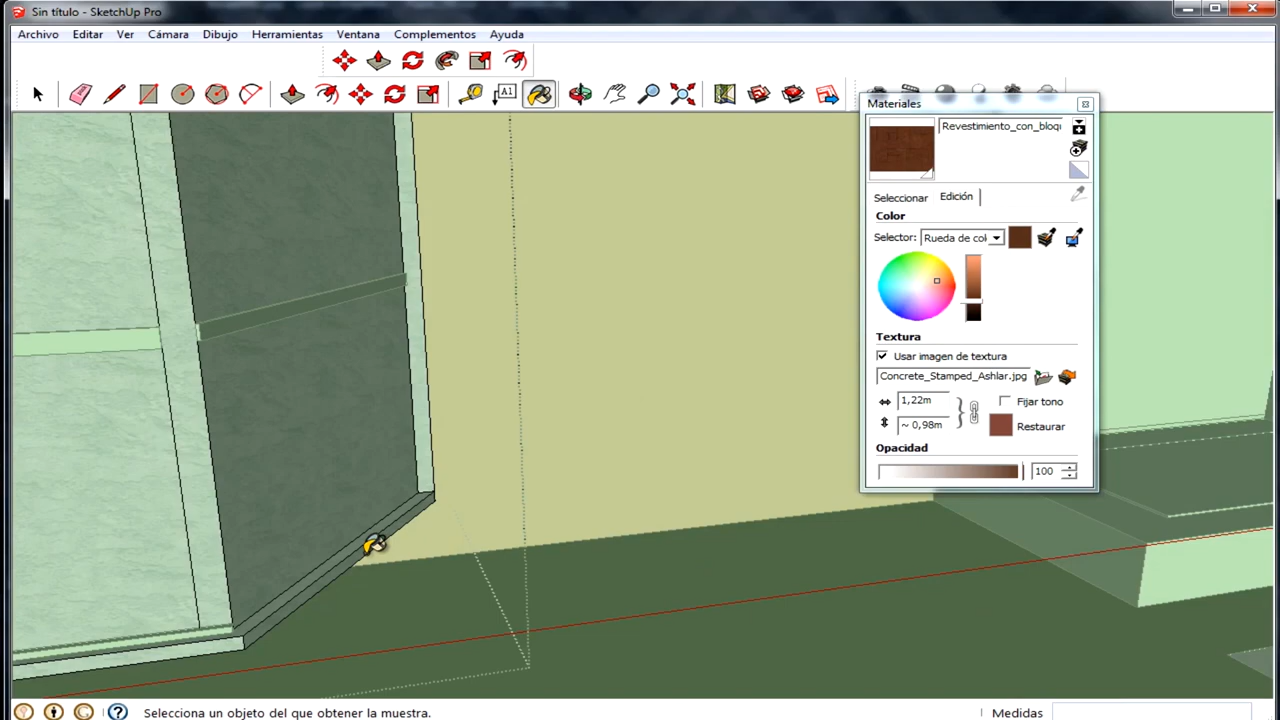 Sin título - SketchUp Pro
Archivo Editar Ver Cámara Dibujo Herramientas Ventana Complementos Ayuda
A1
Materiales
Revestimiento_con_bloqu
Seleccionar Edición
Color
Selector: Rueda de col
Textura
Usar imagen de textura
Concrete_Stamped_Ashlar.jpg
1,22m Fijar tono
~ 0,98m Restaurar
Opacidad
100
Selecciona un objeto del que obtener la muestra. Medidas